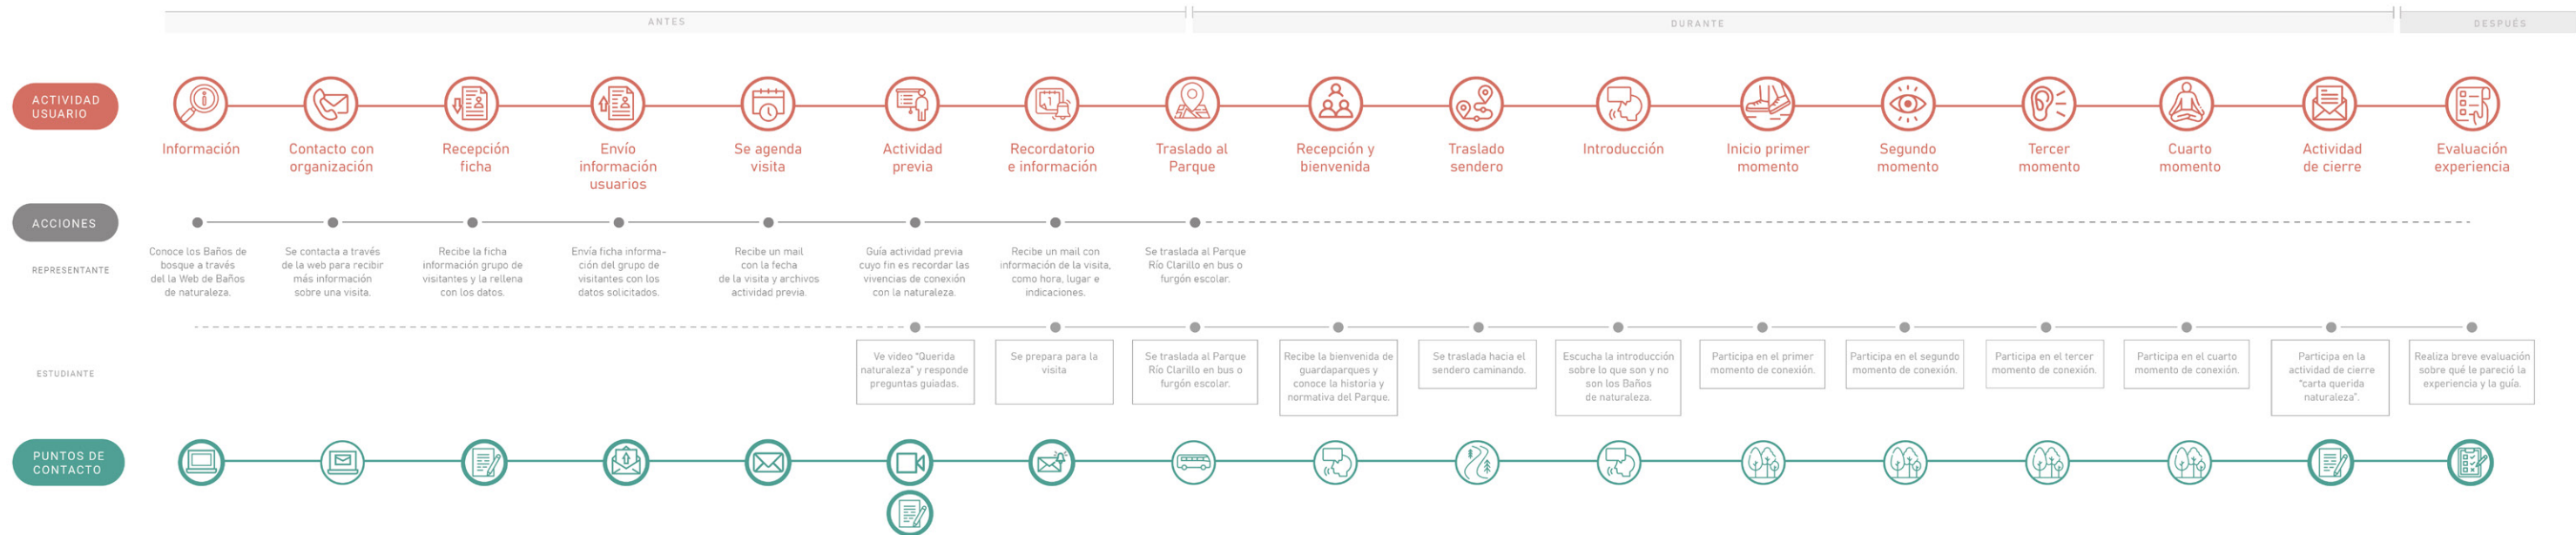 ANTES
DURANTE
DESPUÉS
ACTIVIDAD
USUARIO
Información
Contacto con
organización
Recepción
ficha
Envío
información
usuarios
Se agenda
visita
Actividad
previa
Recordatorio
e información
Traslado al
Parque
Recepción y
bienvenida
Traslado
sendero
Introducción
Inicio primer
momento
Segundo
momento
Tercer
momento
Cuarto
momento
Actividad
de cierre
Evaluación
experiencia
ACCIONES
REPRESENTANTE
Conoce los Baños de
bosque a través
del la Web de Baños
de naturaleza.
Se contacta a través
de la web para recibir
más información
sobre una visita.
Recibe la ficha
información grupo de
visitantes y la rellena
con los datos.
Envía ficha informa-
ción del grupo de
visitantes con los
datos solicitados.
Recibe un mail
con la fecha
de la visita y archivos
actividad previa.
Guía actividad previa
cuyo fin es recordar las
vivencias de conexión
con la naturaleza.
Recibe un mail con
información de la visita,
como hora, lugar e
indicaciones.
Se traslada al Parque
Río Clarillo en bus o
furgón escolar.
ESTUDIANTE
Ve video "Querida
naturaleza" y responde
preguntas guiadas.
Se prepara para la
visita
Se traslada al Parque
Río Clarillo en bus o
furgón escolar.
Recibe la bienvenida de
guardaparques y
conoce la historia y
normativa del Parque.
Se traslada hacia el
sendero caminando.
Escucha la introducción
sobre lo que son y no
son los Baños
de naturaleza.
Participa en el primer
momento de conexión.
Participa en el segundo
momento de conexión.
Participa en el tercer
momento de conexión.
Participa en el cuarto
momento de conexión.
Participa en la
actividad de cierre
"carta querida
naturaleza".
Realiza breve evaluación
sobre qué le pareció la
experiencia y la guía.
PUNTOS DE
CONTACTO